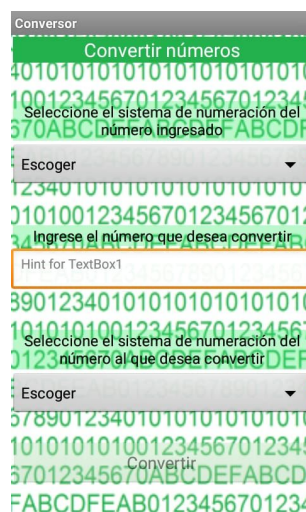 Conversor
Convertir números
Seleccione el sistema de numeración del
número ingresado
Escoger
Ingrese el número que desea convertir
Hint for TextBox1
Seleccione el sistema de numeración del
número al que desea convertir
Escoger
Convertir